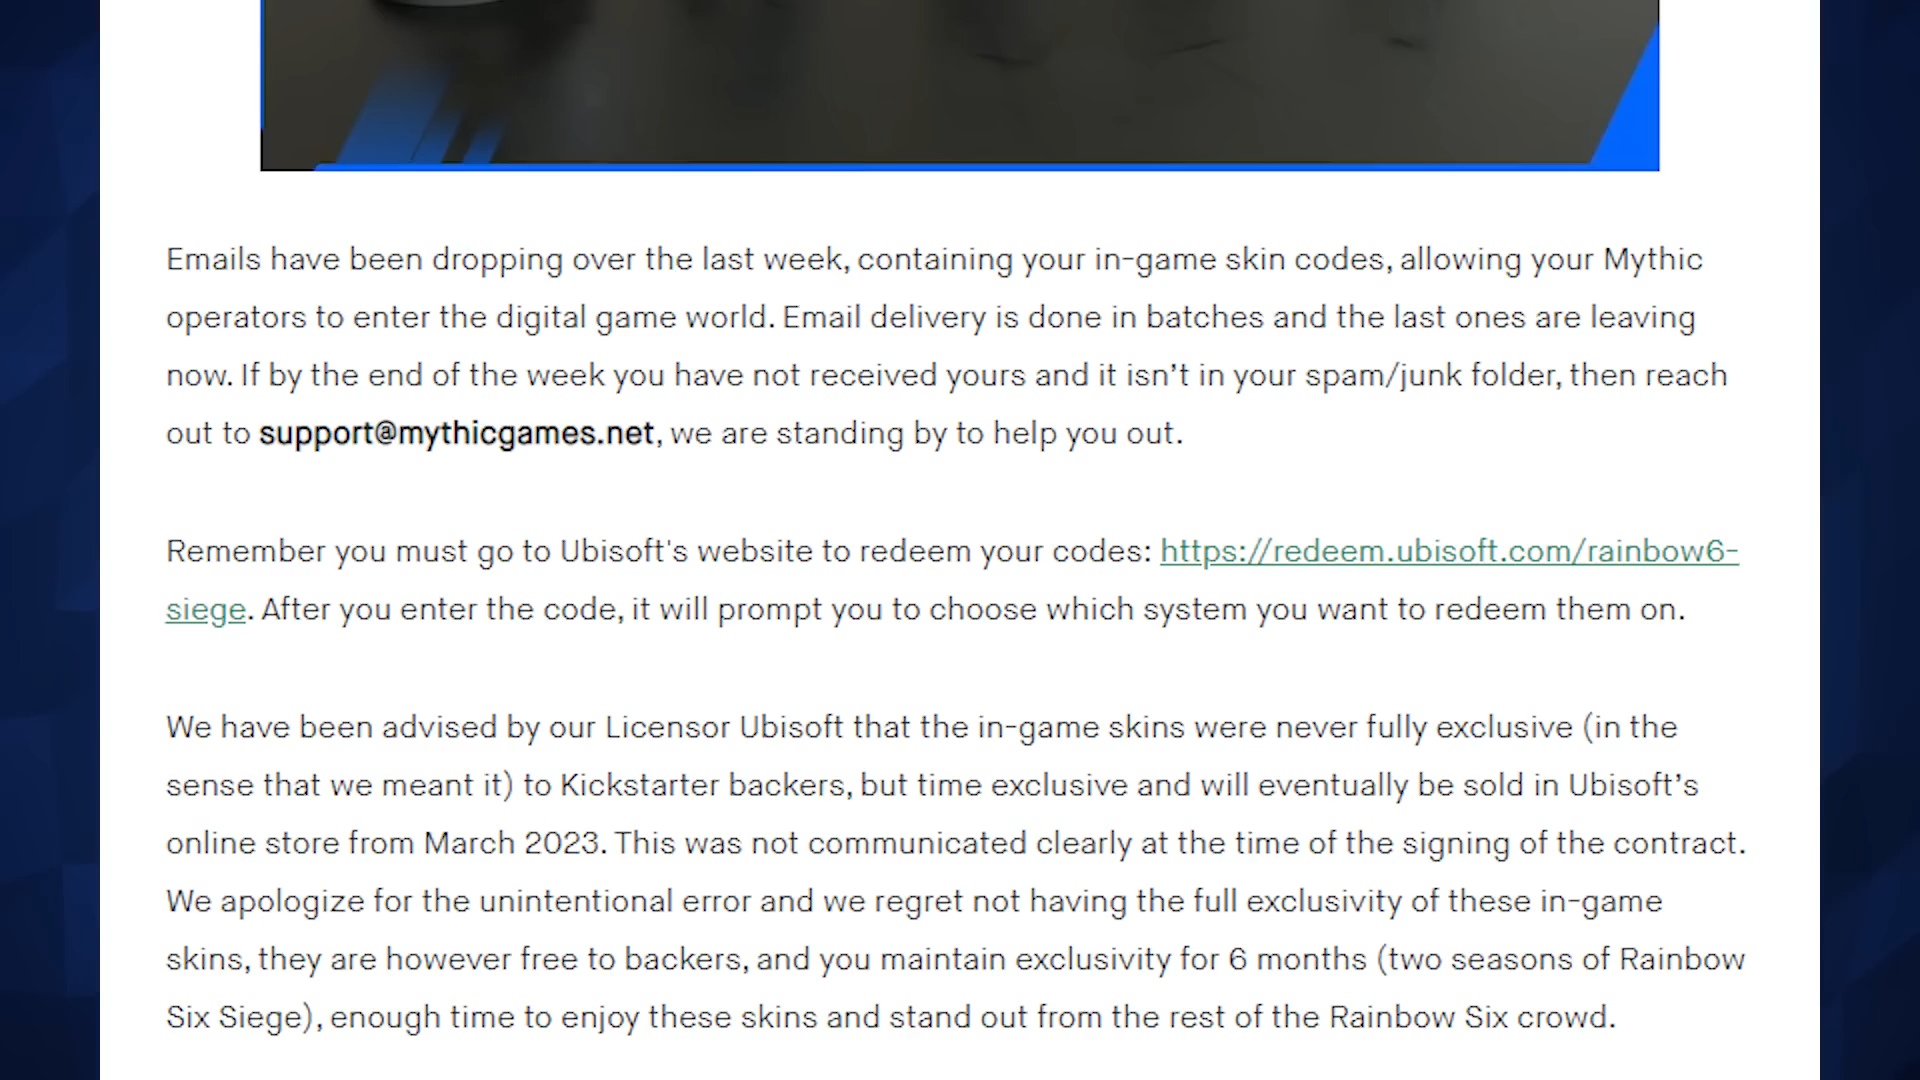 Emails have been dropping over the last week, containing your in-game skin codes, allowing your Mythic
operators to enter the digital game world. Email delivery is done in batches and the last ones are leaving
now. If by the end of the week you have not received yours and it isn’t in your spam/junk folder, then reach
out to support@mythicgames.net, we are standing by to help you out.
Remember you must go to Ubisoft's website to redeem your codes: https://redeem.ubisoft.com/rainbow6-
siege. After you enter the code, it will prompt you to choose which system you want to redeem them on.
We have been advised by our Licensor Ubisoft that the in-game skins were never fully exclusive (in the
sense that we meant it) to Kickstarter backers, but time exclusive and will eventually be sold in Ubisoft’s
online store from March 2023. This was not communicated clearly at the time of the signing of the contract.
We apologize for the unintentional error and we regret not having the full exclusivity of these in-game
skins, they are however free to backers, and you maintain exclusivity for 6 months (two seasons of Rainbow
Six Siege), enough time to enjoy these skins and stand out from the rest of the Rainbow Six crowd.